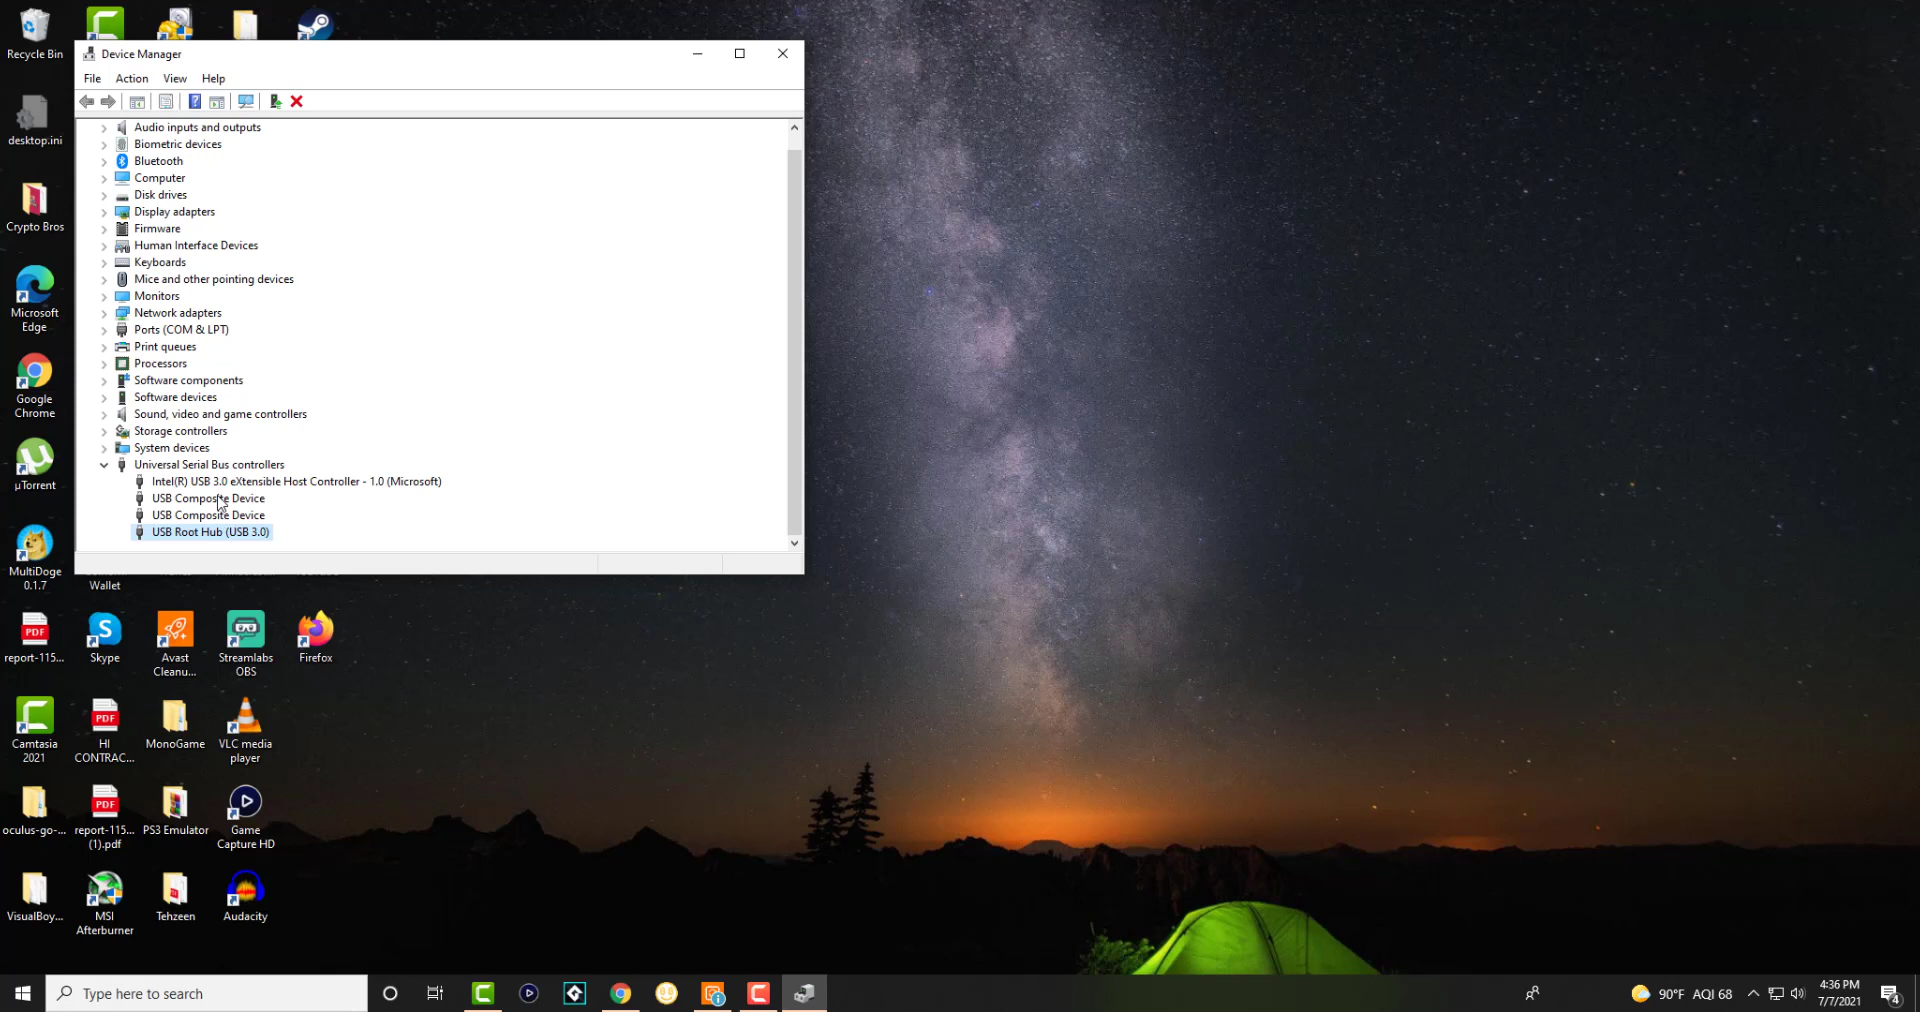 Recycle Bin
desktop.ini
Crypto Bros
Microsoft
Edge
Google
Chrome
µTorrent
MultiDoge
0.1.7
Wallet
Device Manager
File Action View Help
Audio inputs and outputs
Biometric devices
Bluetooth
Computer
Disk drives
Display adapters
Firmware
Human Interface Devices
Keyboards
Mice and other pointing devices
Monitors
Network adapters
Ports (COM & LPT)
Print queues
Processors
Software components
Software devices
Sound, video and game controllers
Storage controllers
System devices
Universal Serial Bus controllers
Intel(R) USB 3.0 eXtensible Host Controller - 1.0 (Microsoft)
USB Composite Device
USB Composite Device
USB Root Hub (USB 3.0)
report-115... Skype Avast Streamlabs Firefox
Cleanu... OBS
Camtasia HI MonoGame VLC media
2021 CONTRAC... player
oculus-go-... report-115... PS3 Emulator Game
(1).pdf Capture HD
VisualBoy... MSI Tehzeen Audacity
Afterburner
PDF
PDF
PDF
Type here to search
90°F AQI 68
4:36 PM
7/7/2021
4